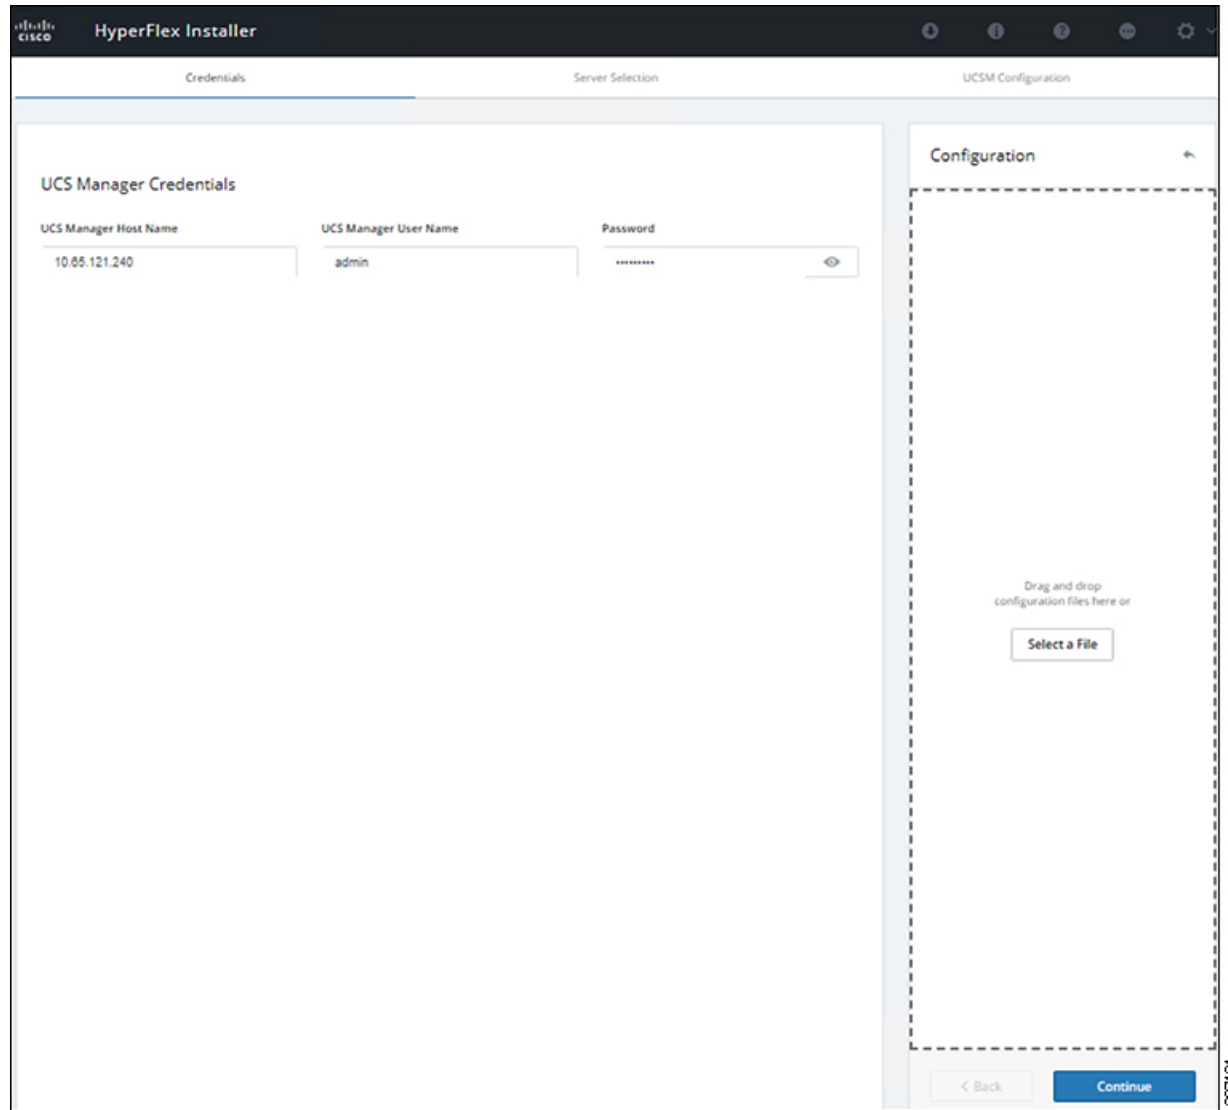 cisco
HyperFlex Installer
Credentials
Server Selection
UCSM Configuration
UCS Manager Credentials
UCS Manager Host Name
UCS Manager User Name
Password
10.65.121.240
admin
•••••••••
Configuration
Drag and drop
configuration files here or
Select a File
< Back
Continue